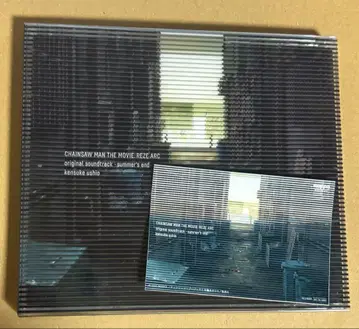 CHAINSAW MAN THE MOVIE: REZE ARC
original soundtrack - summer's end
kensuke ushio
CHAINSAW MAN THE MOVIE: REZE ARC
original soundtrack - summer's end
kensuke ushio